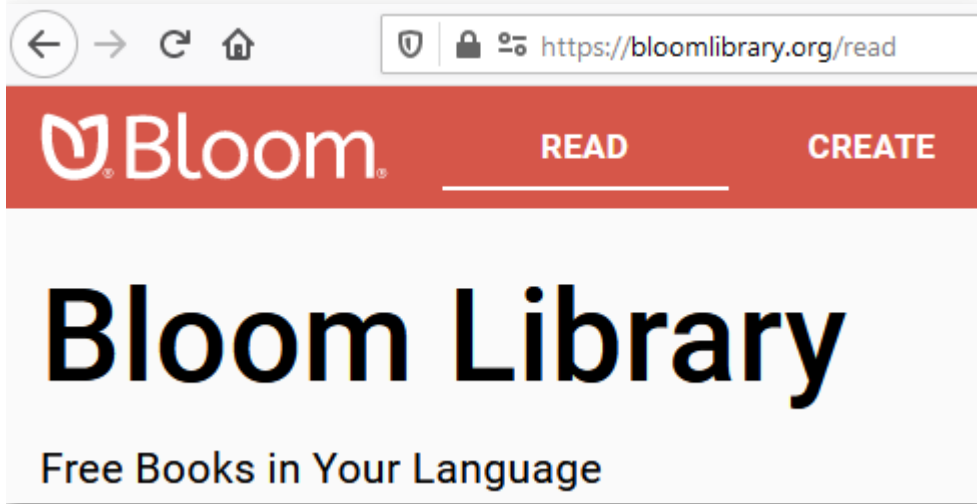 https://bloomlibrary.org/read
Bloom® READ CREATE
Bloom Library
Free Books in Your Language